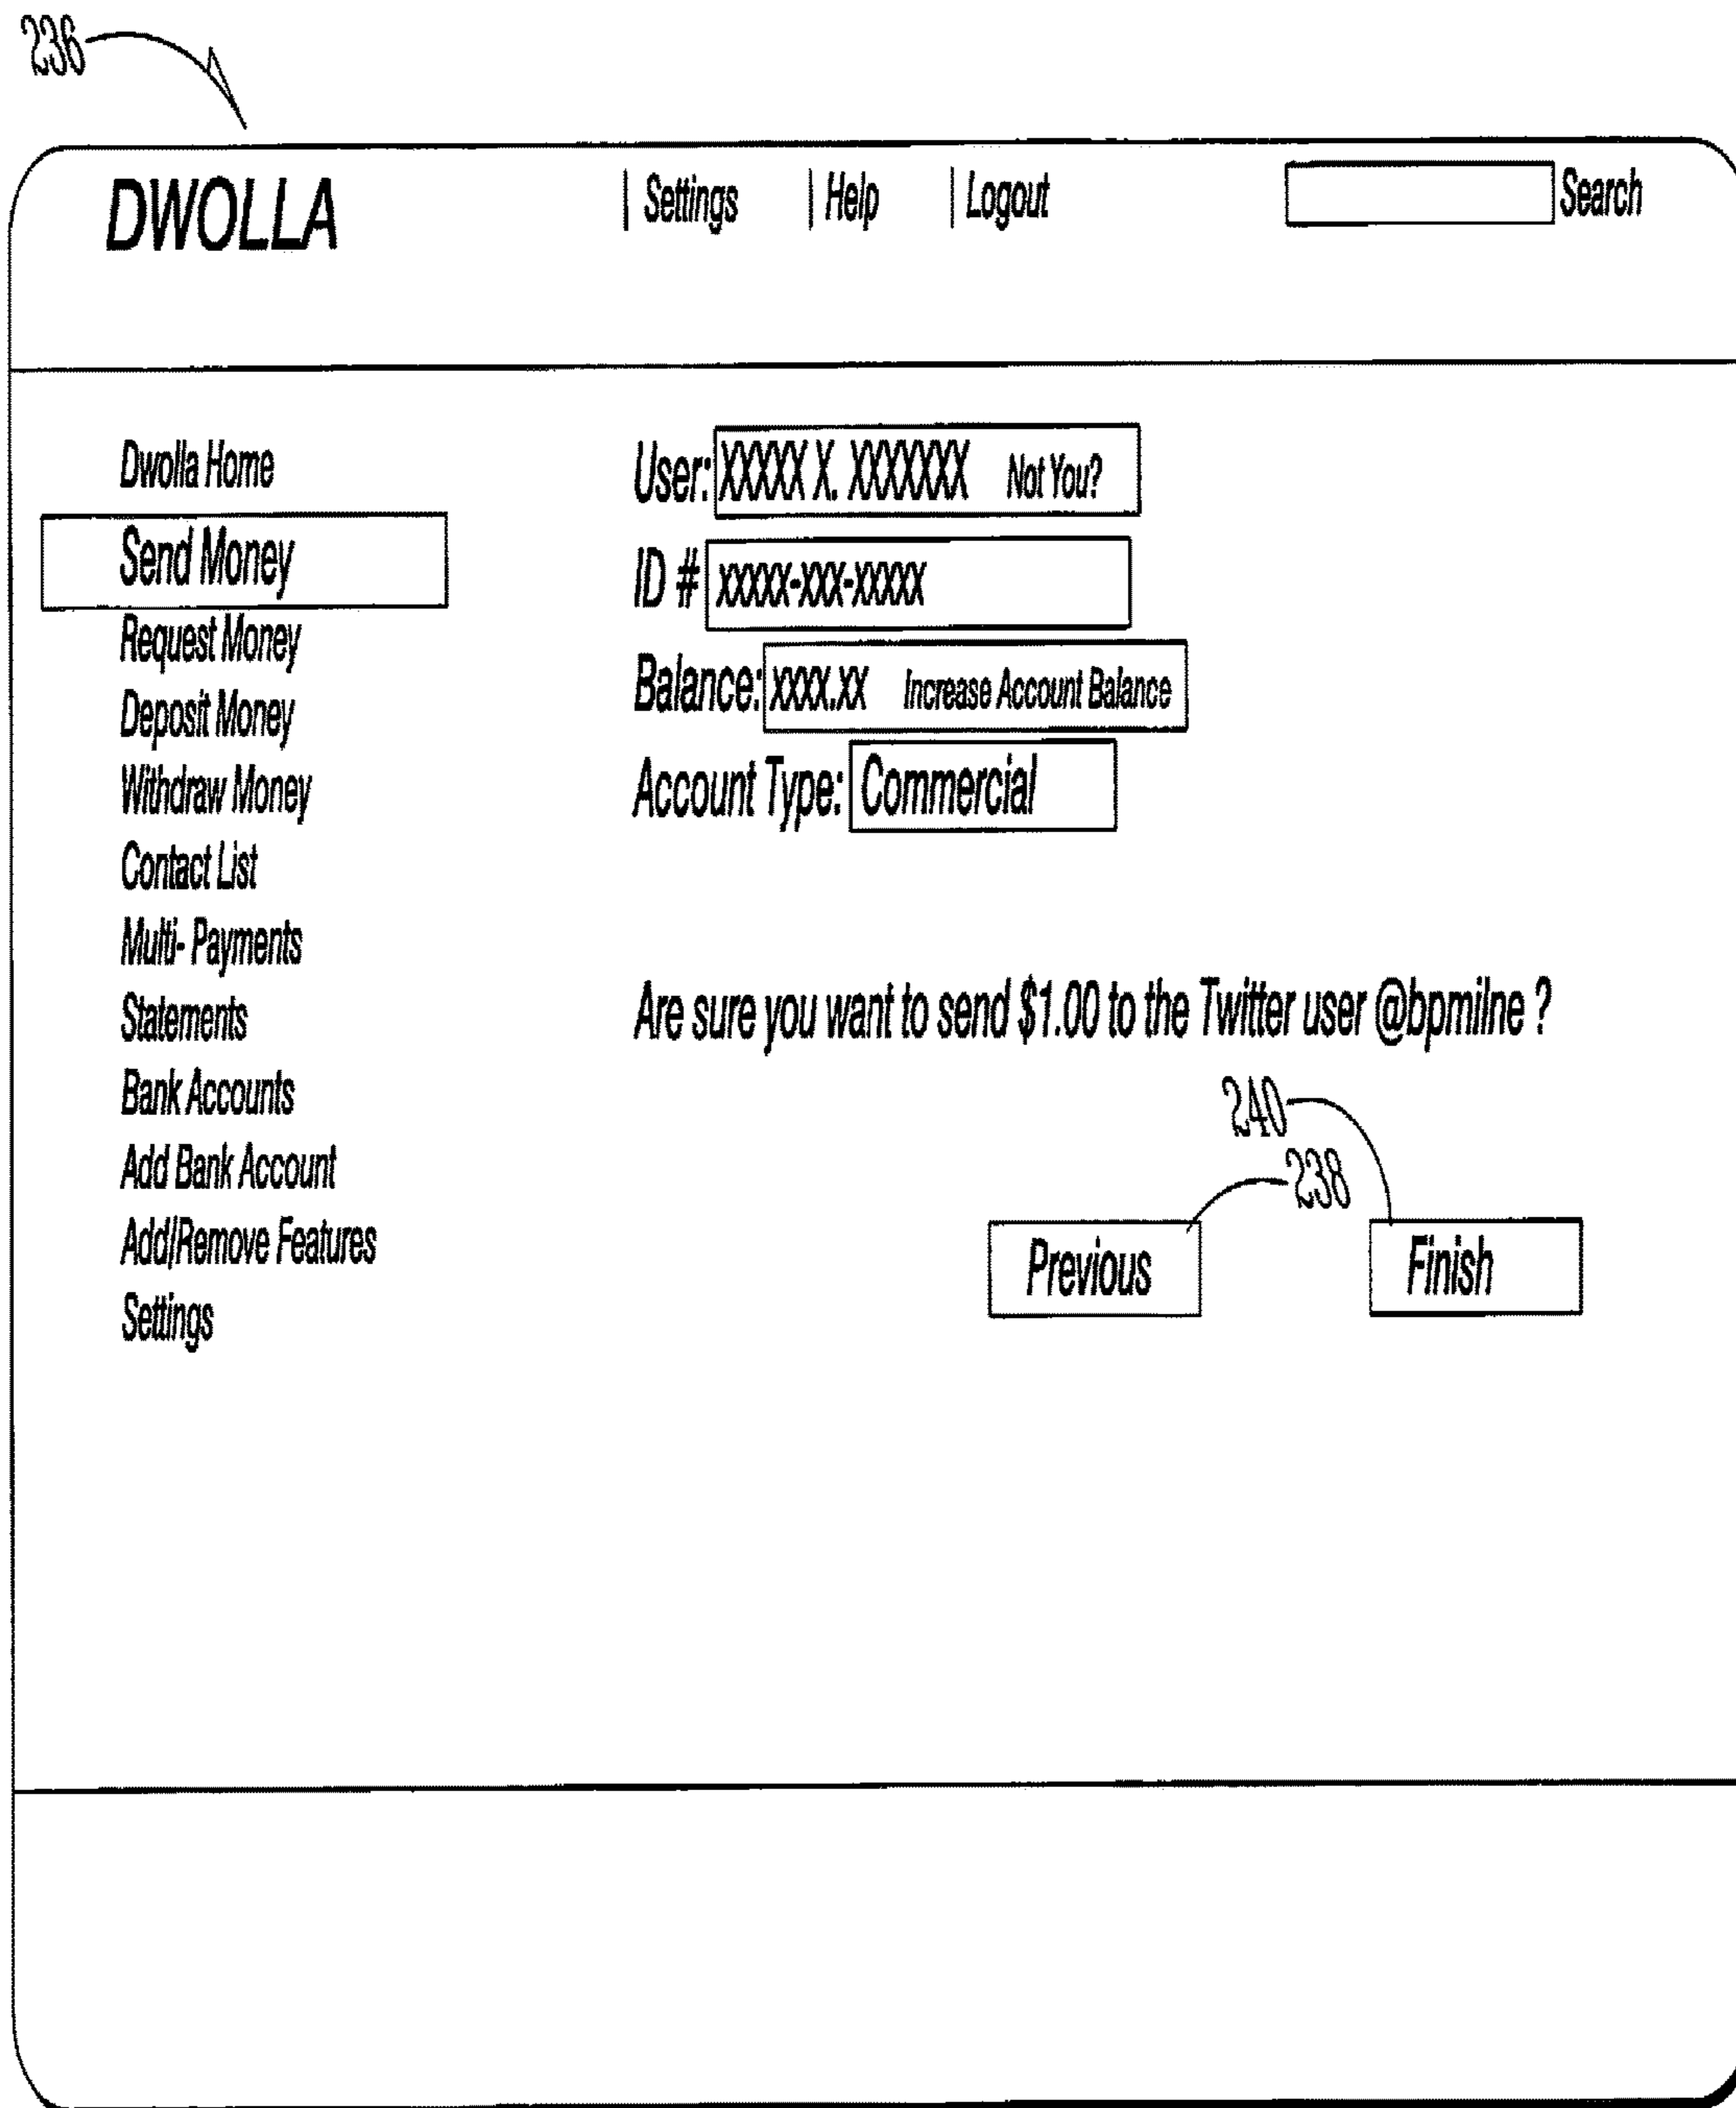 236
DWOLLA | Settings | Help | Logout Search
Dwolla Home
Send Money
Request Money
Deposit Money
Withdraw Money
Contact List
Multi- Payments
Statements
Bank Accounts
Add Bank Account
Add/Remove Features
Settings
User: XXXXX X. XXXXXXX Not You?
ID # xxxxx-xxx-xxxxx
Balance: xxxx.xx Increase Account Balance
Account Type: Commercial
Are sure you want to send $1.00 to the Twitter user @bpmilne ?
240
238
Previous Finish